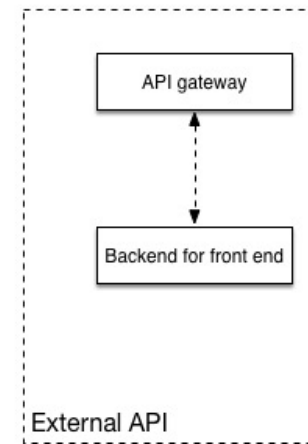 API gateway
Backend for front end
External API